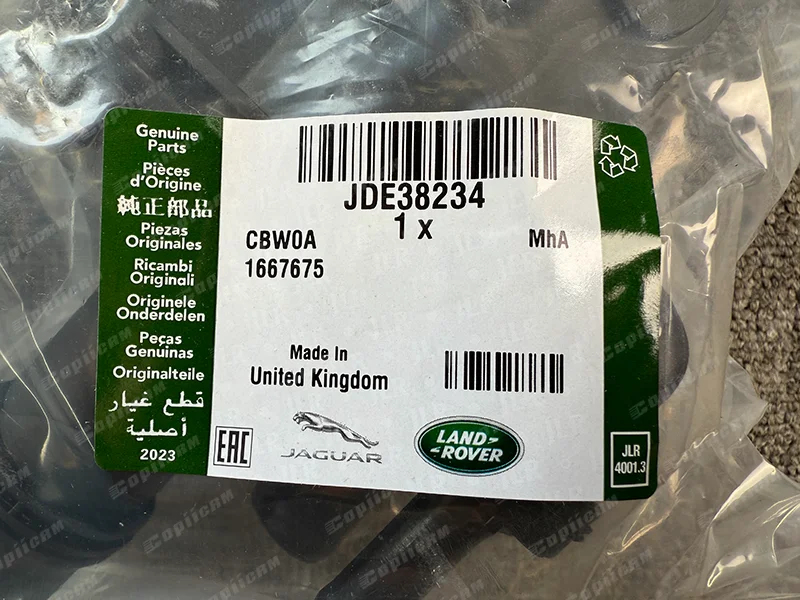 Genuine
Parts
Pièces
d'Origine
純正部品
Piezas
Originales
Ricambi
Originali
Originele
Onderdelen
Peças
Genuínas
Originalteile
قطع غيار
أصلية
2023
JDE38234
1 x
CBW0A
MhA
1667675
Made In
United Kingdom
EAC
JAGUAR
LAND-
-ROVER
JLR
4001.3
Copiicam